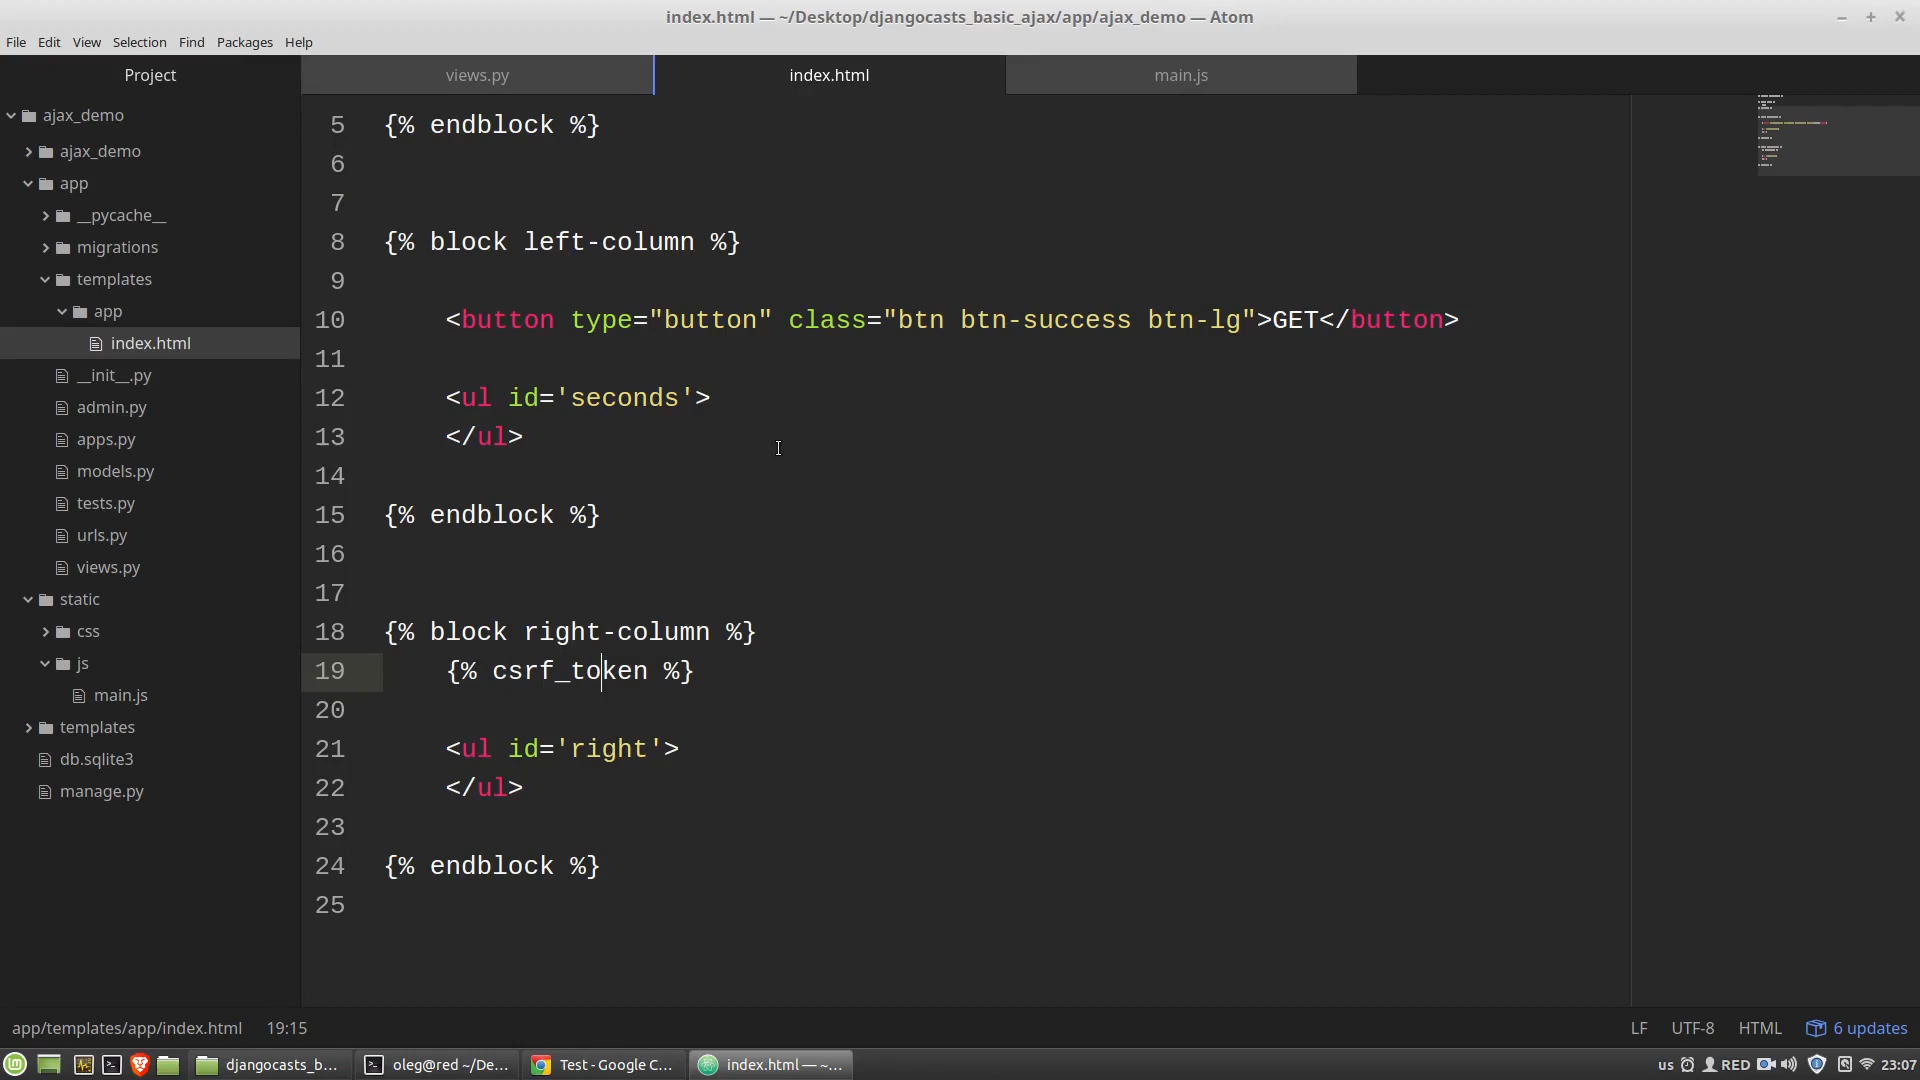 index.html — ~/Desktop/djangocasts_basic_ajax/app/ajax_demo — Atom
File Edit View Selection Find Packages Help
Project
views.py
index.html
main.js
ajax_demo
ajax_demo
app
__pycache__
migrations
templates
app
index.html
__init__.py
admin.py
apps.py
models.py
tests.py
urls.py
views.py
static
css
js
main.js
templates
db.sqlite3
manage.py
5 {% endblock %}
6
7
8 {% block left-column %}
9
10 <button type="button" class="btn btn-success btn-lg">GET</button>
11
12 <ul id='seconds'>
13 </ul>
14
15 {% endblock %}
16
17
18 {% block right-column %}
19 {% csrf_token %}
20
21 <ul id='right'>
22 </ul>
23
24 {% endblock %}
25
app/templates/app/index.html 19:15
LF UTF-8 HTML 6 updates
djangocasts_b... oleg@red ~/De... Test - Google C... index.html — ~... us RED 23:07